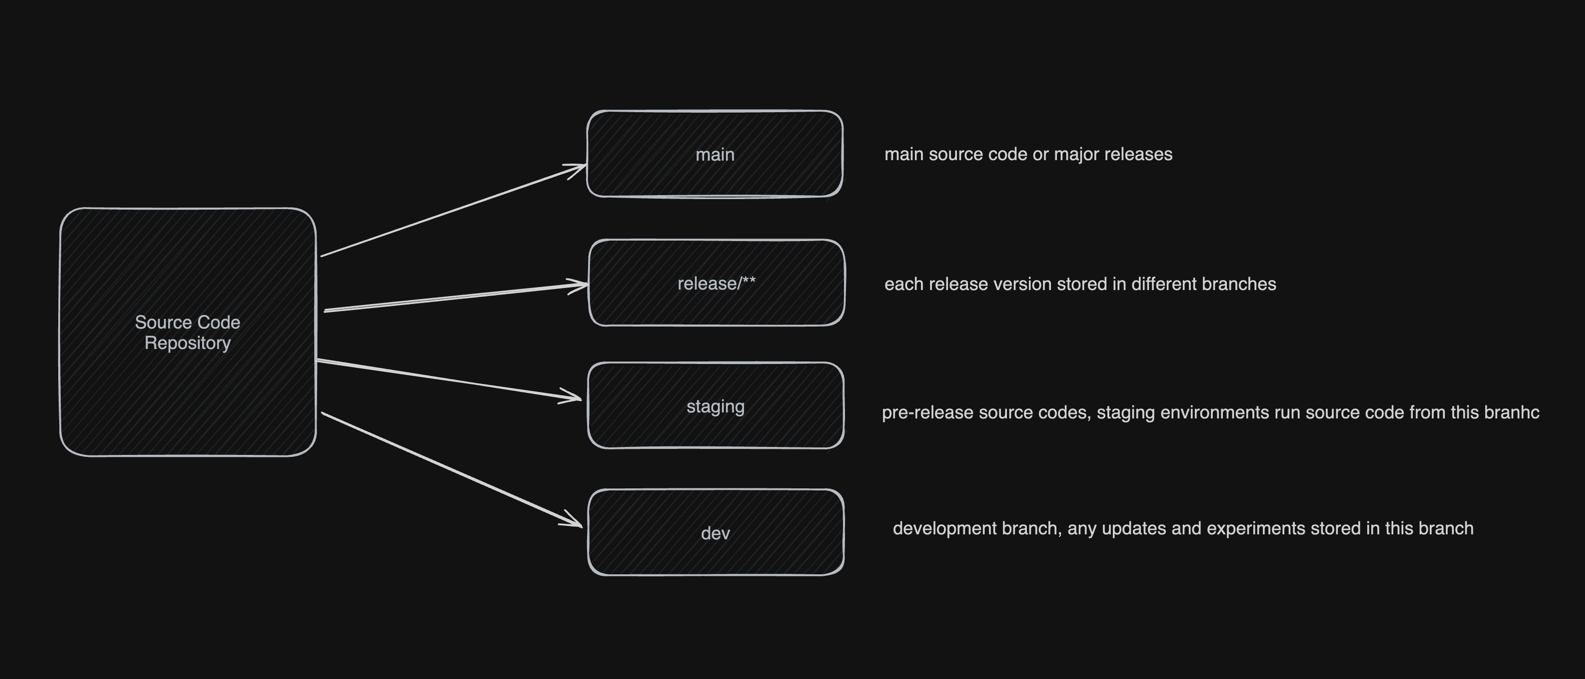 main
main source code or major releases
release/**
each release version stored in different branches
Source Code
Repository
staging
pre-release source codes, staging environments run source code from this branhc
dev
development branch, any updates and experiments stored in this branch